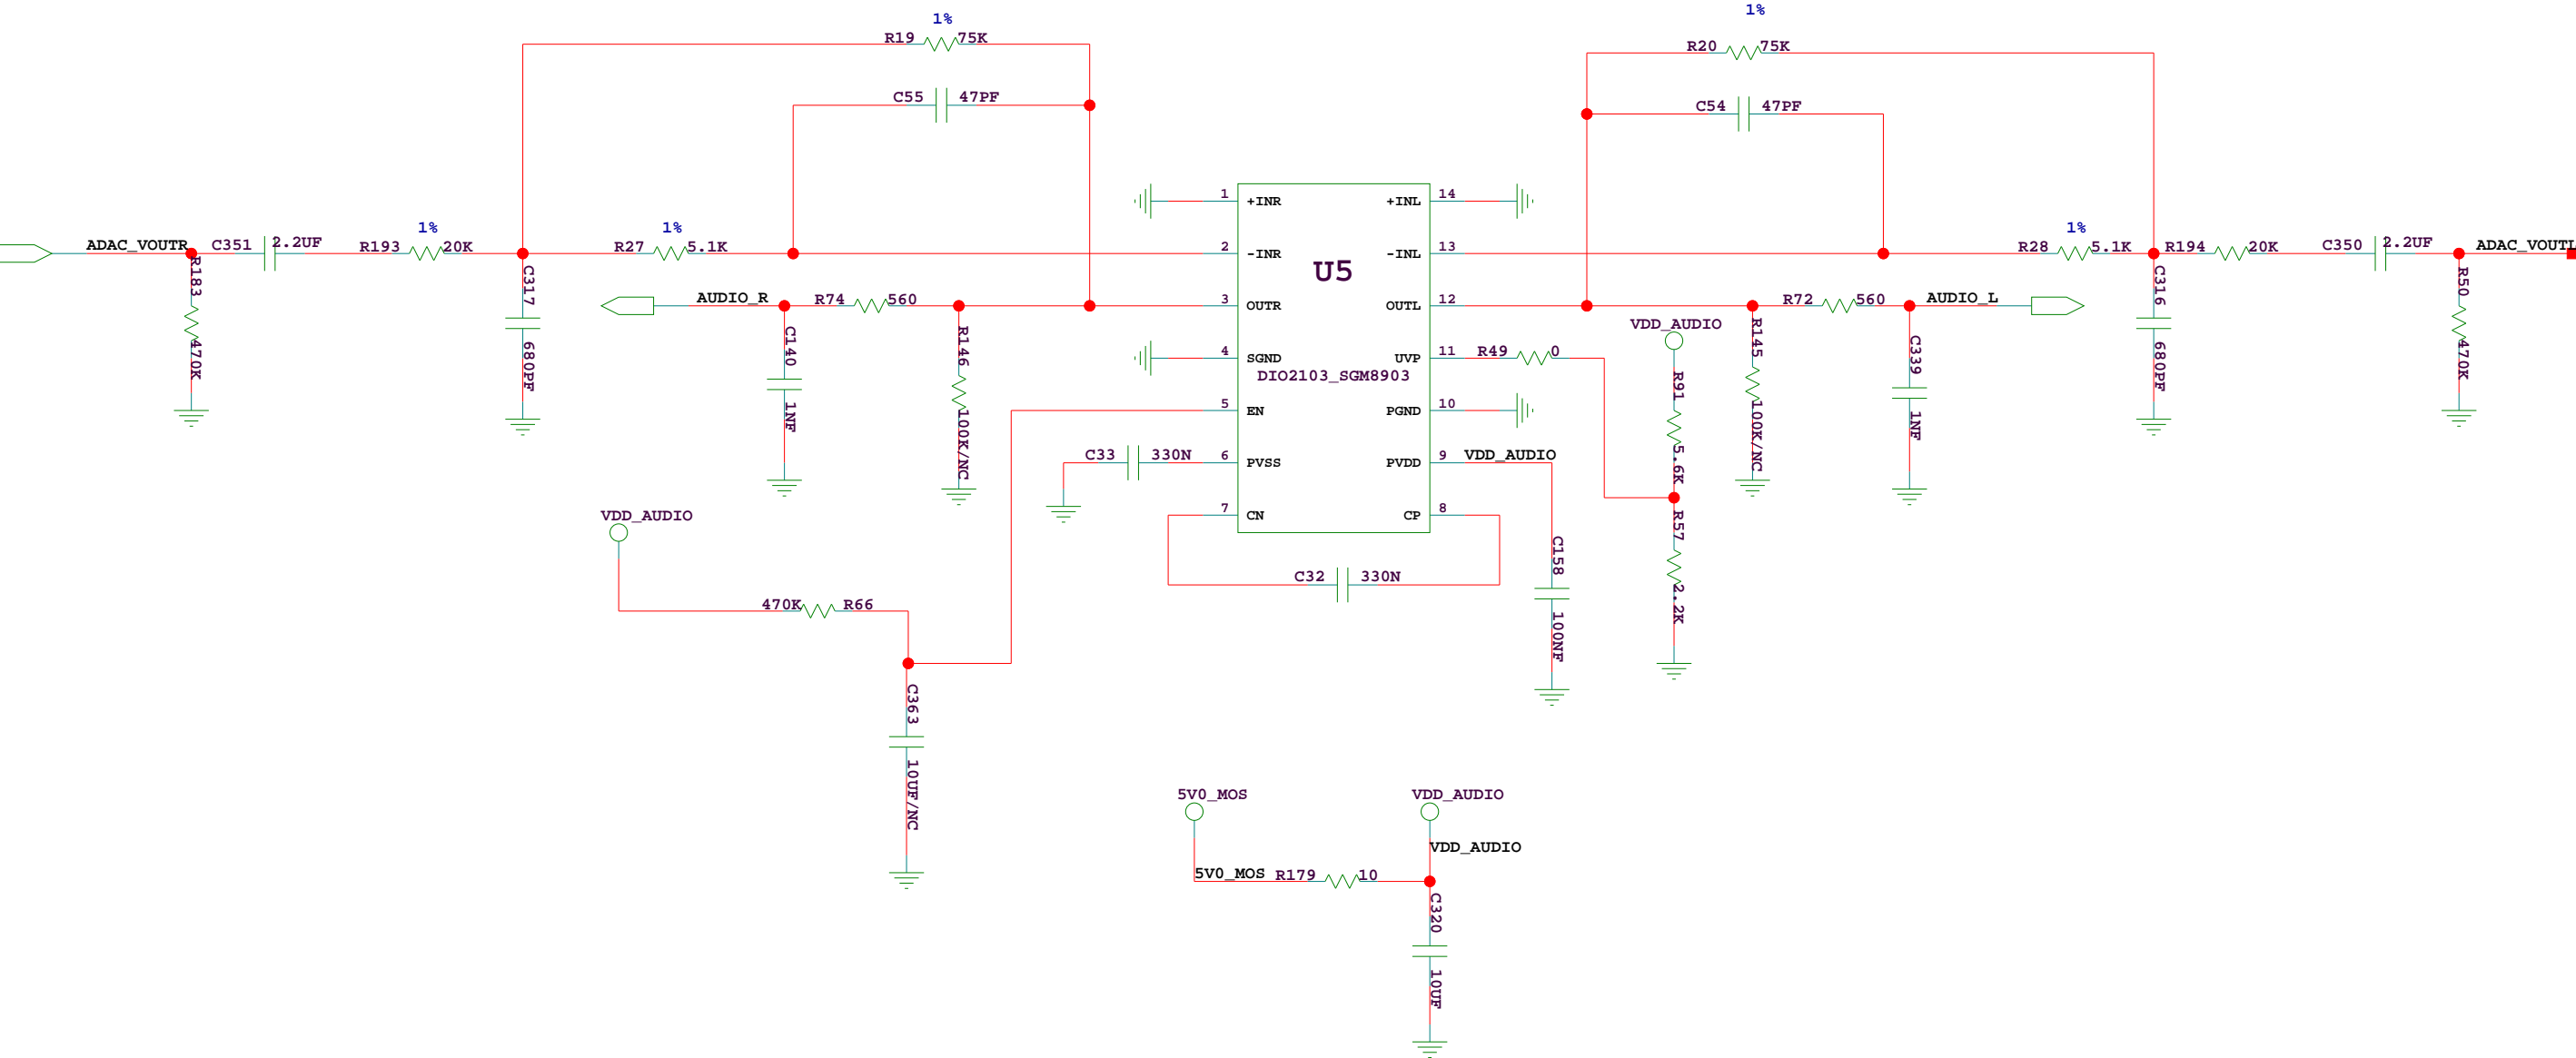 1%
R19 75K
C55 47PF
1%
R20 75K
C54 47PF
ADAC_VOUTR
C351 2.2UF
1%
R193 20K
1%
R27 5.1K
R183
470K
C317
680PF
AUDIO_R
R74 560
C140
1NF
R146
100K/NC
1 +INR
2 -INR
3 OUTR
4 SGND
5 EN
6 PVSS
7 CN
+INL 14
-INL 13
OUTL 12
UVP 11
PGND 10
PVDD 9
CP 8
U5
DIO2103_SGM8903
C33 330N
C32 330N
VDD_AUDIO
C158
100NF
R49 0
VDD_AUDIO
R91
5.6K
R57
2.2K
R145
100K/NC
R72 560
AUDIO_L
C339
1NF
1%
R28 5.1K
R194 20K
C316
680PF
C350 2.2UF
ADAC_VOUTL
R50
470K
VDD_AUDIO
470K R66
C363
10UF/NC
5V0_MOS
5V0_MOS R179 10
VDD_AUDIO
VDD_AUDIO
C320
10UF